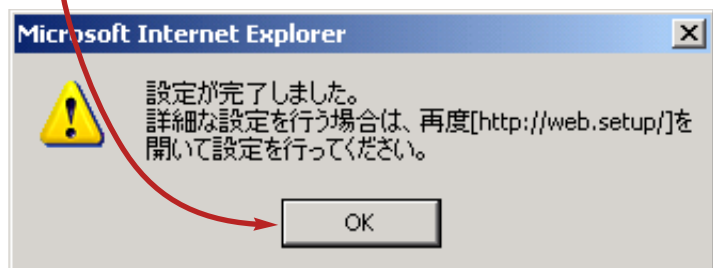 Microsoft Internet Explorer
設定が完了しました。
詳細な設定を行う場合は、再度[http://web.setup/]を
開いて設定を行ってください。
OK